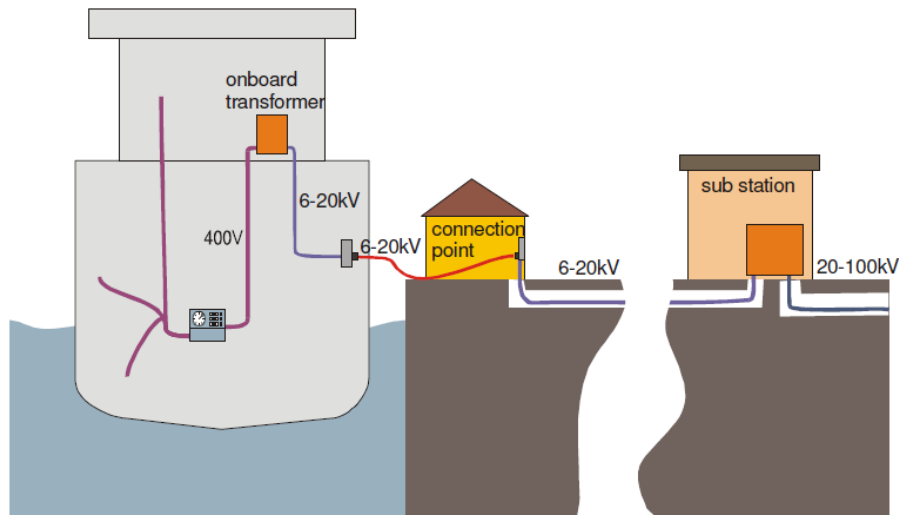 onboard
transformer
6-20kV
400V
6-20kV
connection
point
6-20kV
sub station
20-100kV